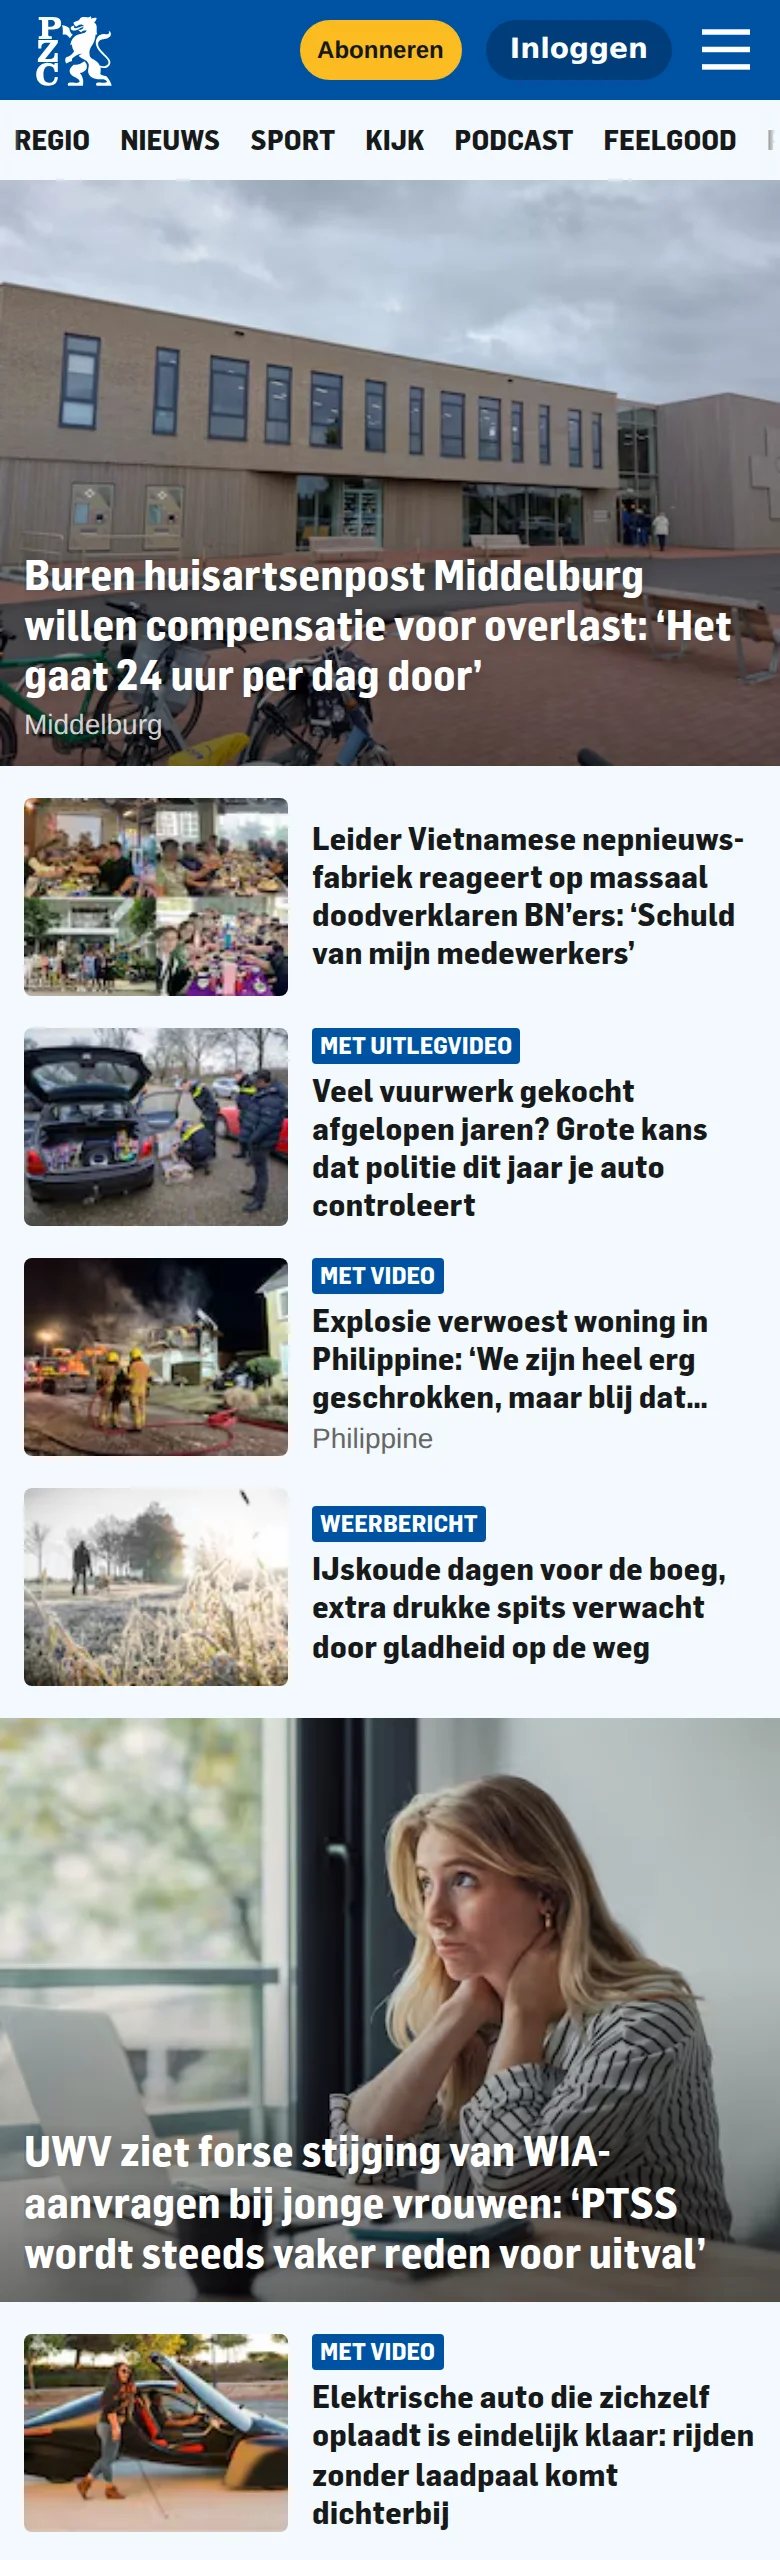 PZC
Abonneren
Inloggen
REGIO NIEUWS SPORT KIJK PODCAST FEELGOOD
Buren huisartsenpost Middelburg
willen compensatie voor overlast: ‘Het
gaat 24 uur per dag door’
Middelburg
Leider Vietnamese nepnieuws-
fabriek reageert op massaal
doodverklaren BN’ers: ‘Schuld
van mijn medewerkers’
MET UITLEGVIDEO
Veel vuurwerk gekocht
afgelopen jaren? Grote kans
dat politie dit jaar je auto
controleert
MET VIDEO
Explosie verwoest woning in
Philippine: ‘We zijn heel erg
geschrokken, maar blij dat...
Philippine
WEERBERICHT
IJskoude dagen voor de boeg,
extra drukke spits verwacht
door gladheid op de weg
UWV ziet forse stijging van WIA-
aanvragen bij jonge vrouwen: ‘PTSS
wordt steeds vaker reden voor uitval’
MET VIDEO
Elektrische auto die zichzelf
oplaadt is eindelijk klaar: rijden
zonder laadpaal komt
dichterbij